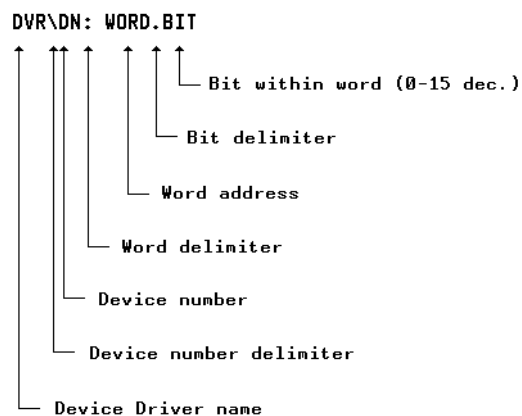 DVR\DN: WORD.BIT
Bit within word (0-15 dec.)
Bit delimiter
Word address
Word delimiter
Device number
Device number delimiter
Device Driver name